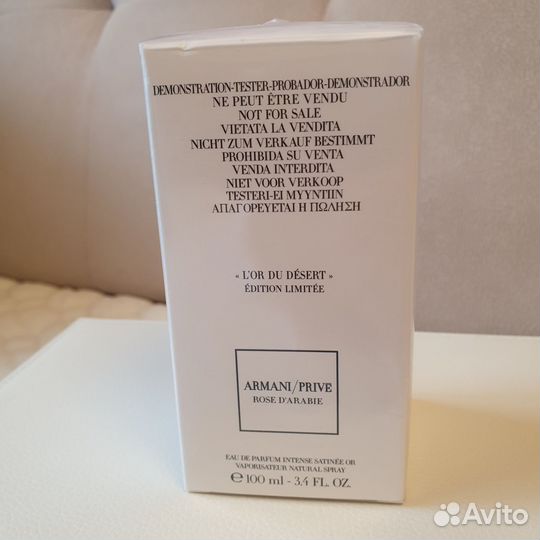 DEMONSTRATION-TESTER-PROBADOR-DEMONSTRADOR
NE PEUT ÊTRE VENDU
NOT FOR SALE
VIETATA LA VENDITA
NICHT ZUM VERKAUF BESTIMMT
PROHIBIDA SU VENTA
VENDA INTERDITA
NIET VOOR VERKOOP
TESTERI-EI MYYNTIIN
ΑΠΑΓΟΡΕΥΕΤΑΙ Η ΠΩΛΗΣΗ
« L'OR DU DÉSERT »
ÉDITION LIMITÉE
ARMANI/PRIVE
ROSE D'ARABIE
EAU DE PARFUM INTENSE SATINÉE OR
VAPORISATEUR NATURAL SPRAY
℮ 100 ml - 3.4 FL. OZ.
Avito